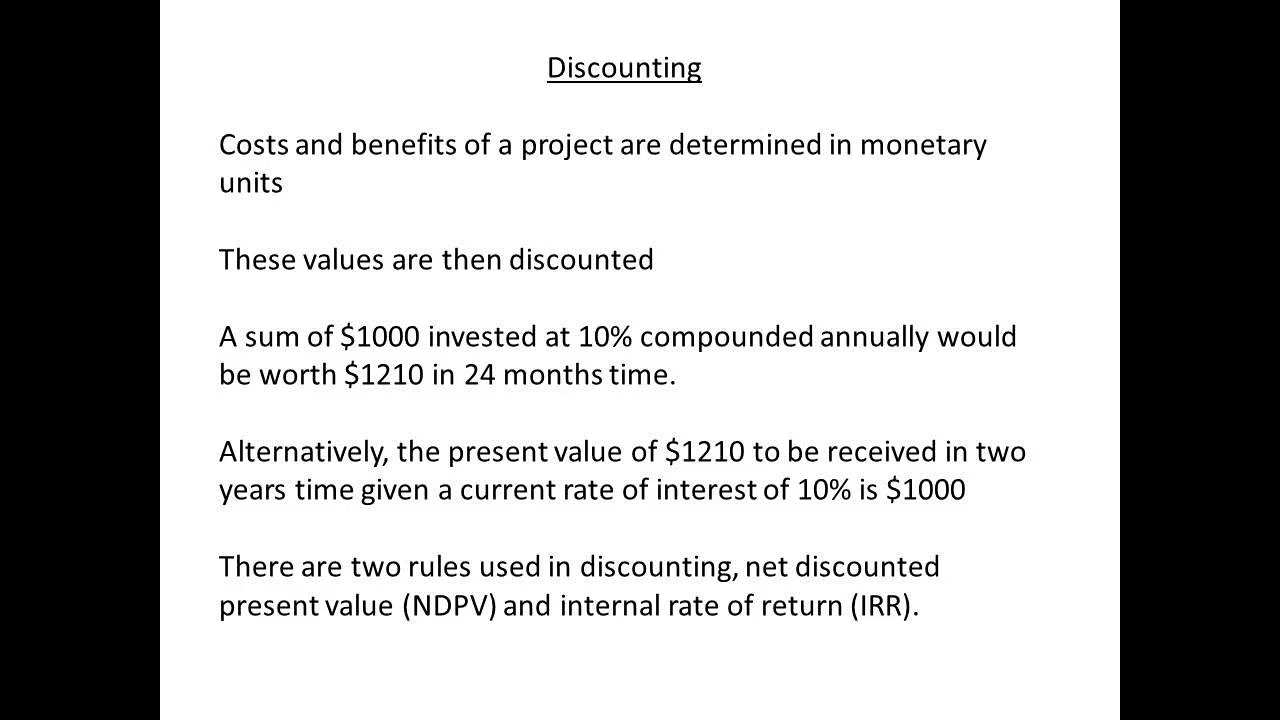 Discounting
Costs and benefits of a project are determined in monetary
units
These values are then discounted
A sum of $1000 invested at 10% compounded annually would
be worth $1210 in 24 months time.
Alternatively, the present value of $1210 to be received in two
years time given a current rate of interest of 10% is $1000
There are two rules used in discounting, net discounted
present value (NDPV) and internal rate of return (IRR).